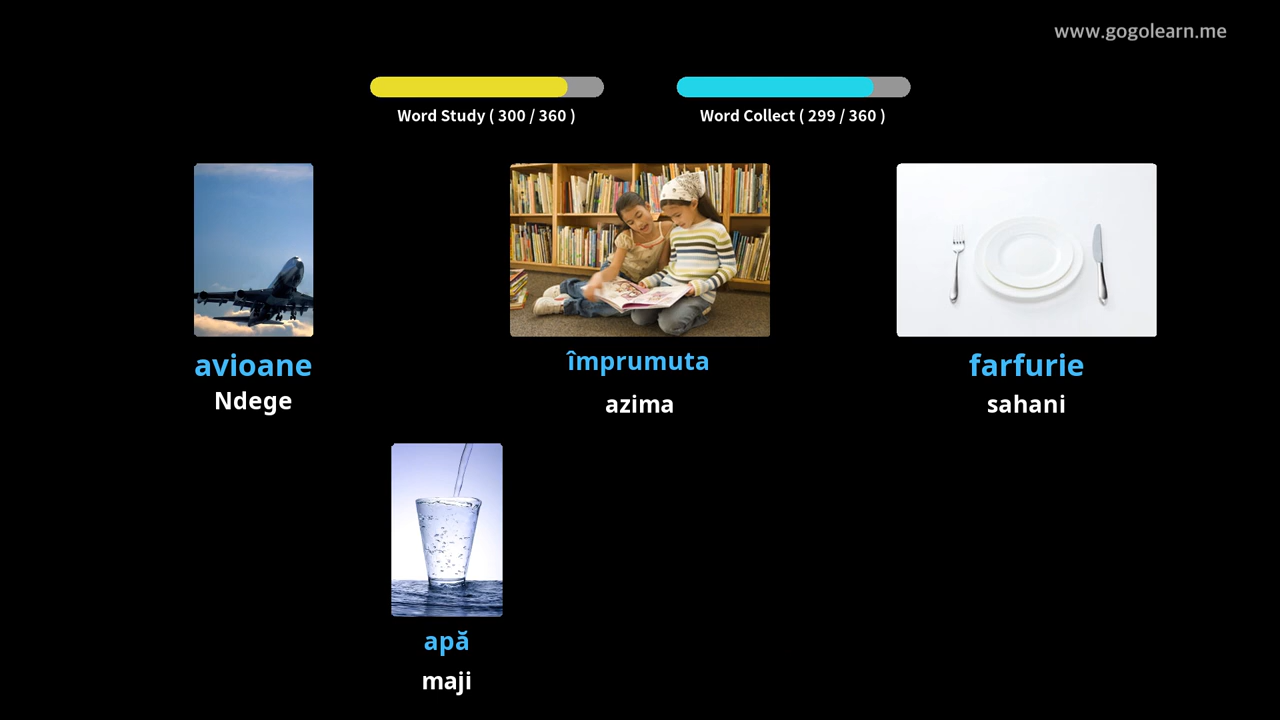 www.gogolearn.me
Word Study ( 300 / 360 )
Word Collect ( 299 / 360 )
avioane
Ndege
împrumuta
azima
farfurie
sahani
apă
maji